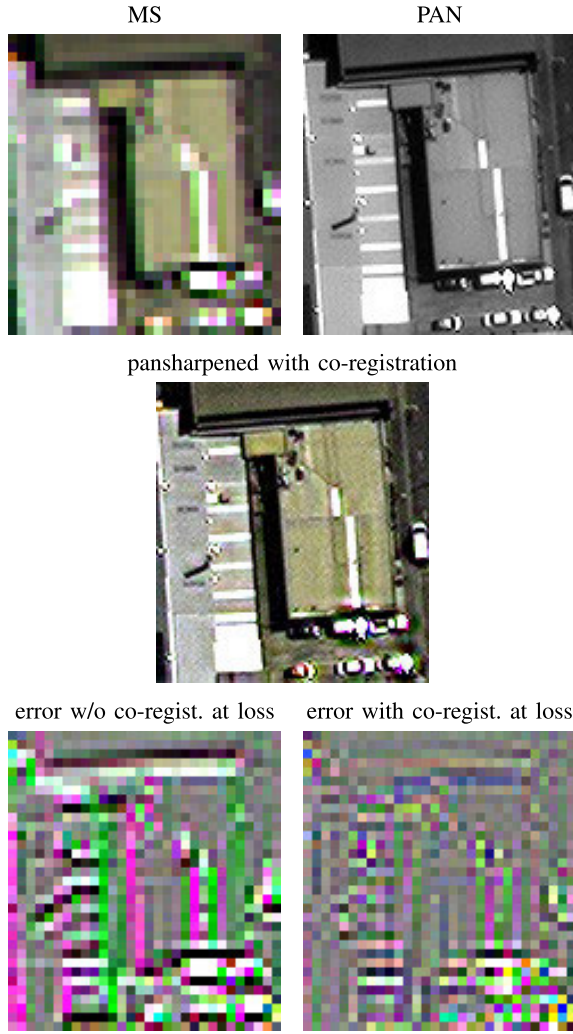 MS PAN
pansharpened with co-registration
error w/o co-regist. at loss error with co-regist. at loss